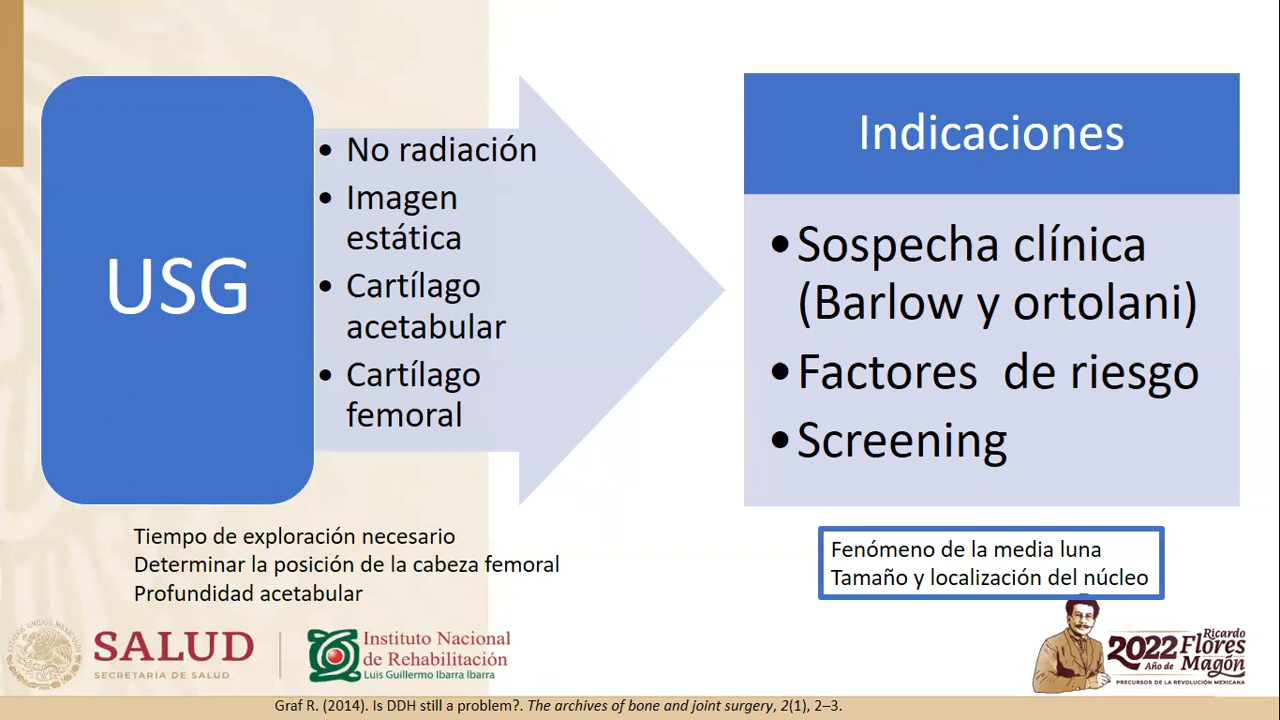 USG
• No radiación
• Imagen
estática
• Cartílago
acetabular
• Cartílago
femoral
Indicaciones
•Sospecha clínica
(Barlow y ortolani)
•Factores de riesgo
•Screening
Tiempo de exploración necesario
Determinar la posición de la cabeza femoral
Profundidad acetabular
Fenómeno de la media luna
Tamaño y localización del núcleo
SALUD
SECRETARÍA DE SALUD
Instituto Nacional
de Rehabilitación
Luis Guillermo Ibarra Ibarra
2022 Ricardo
Flores
Año de Magón
PRECURSOR DE LA REVOLUCIÓN MEXICANA
Graf R. (2014). Is DDH still a problem?. The archives of bone and joint surgery, 2(1), 2–3.